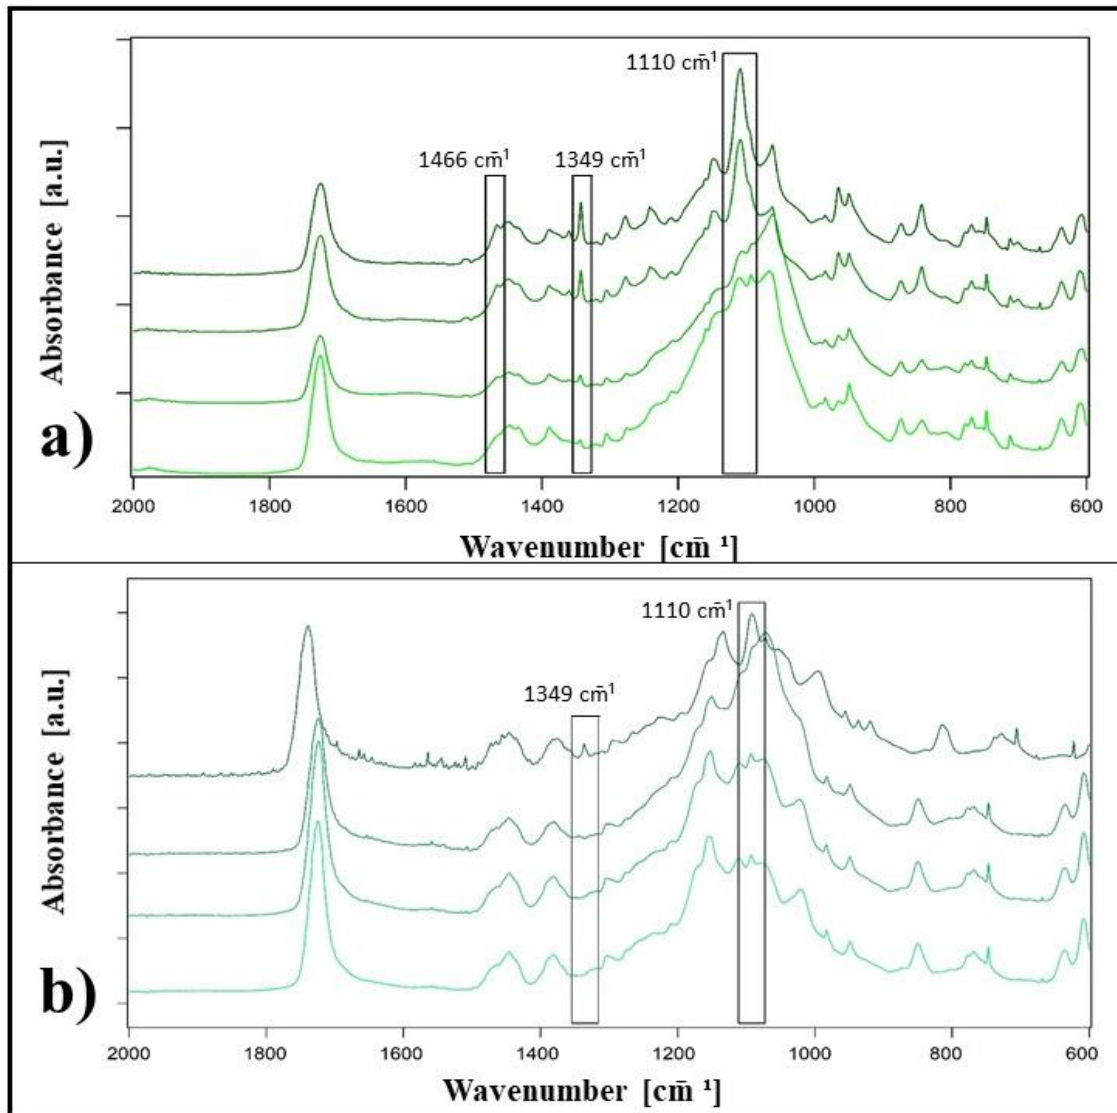 1110 cm̄¹
1466 cm̄¹ 1349 cm̄¹
Absorbance [a.u.]
a)
2000 1800 1600 1400 1200 1000 800 600
Wavenumber [cm̄ ¹]
1110 cm̄¹
1349 cm̄¹
Absorbance [a.u.]
b)
2000 1800 1600 1400 1200 1000 800 600
Wavenumber [cm̄ ¹]